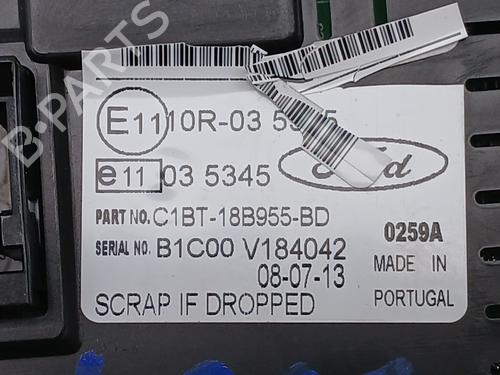 B-PARTS
E11 10R-03 5
e11 03 5345
Ford
PART NO. C1BT-18B955-BD
SERIAL NO. B1C00 V184042
0259A
08-07-13
MADE IN
SCRAP IF DROPPED
PORTUGAL